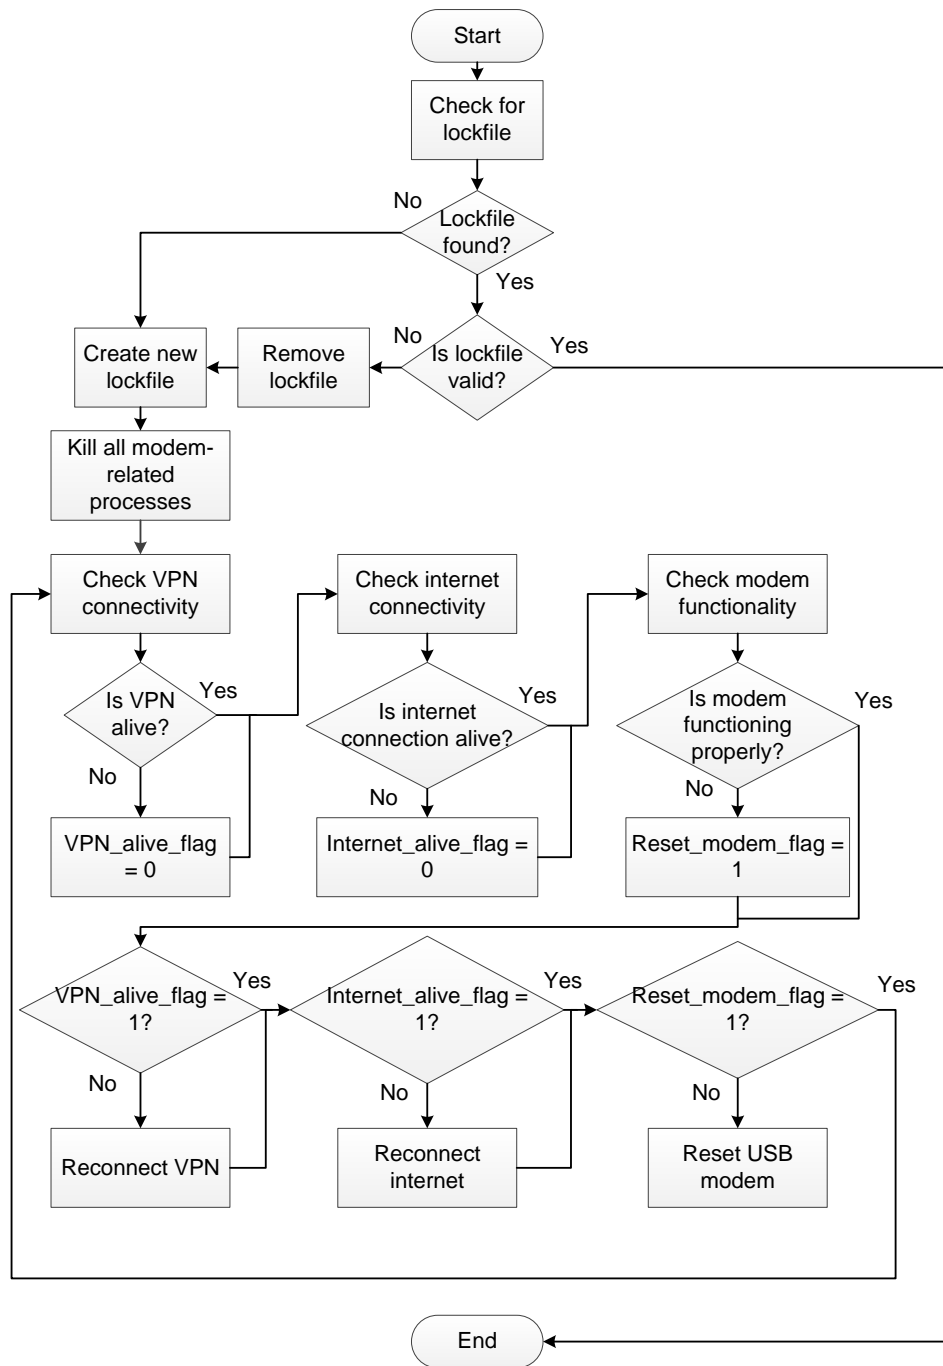 Start
Check for
lockfile
No
Lockfile
found?
Yes
No
Yes
Create new
lockfile
Remove
lockfile
Is lockfile
valid?
Kill all modem-
related
processes
Check VPN
connectivity
Check internet
connectivity
Check modem
functionality
Is VPN
alive?
Yes
No
Is internet
connection alive?
Yes
No
Is modem
functioning
properly?
Yes
No
VPN_alive_flag
= 0
Internet_alive_flag =
0
Reset_modem_flag =
1
VPN_alive_flag =
1?
Yes
No
Internet_alive_flag =
1?
Yes
No
Reset_modem_flag =
1?
Yes
No
Reconnect VPN
Reconnect
internet
Reset USB
modem
End